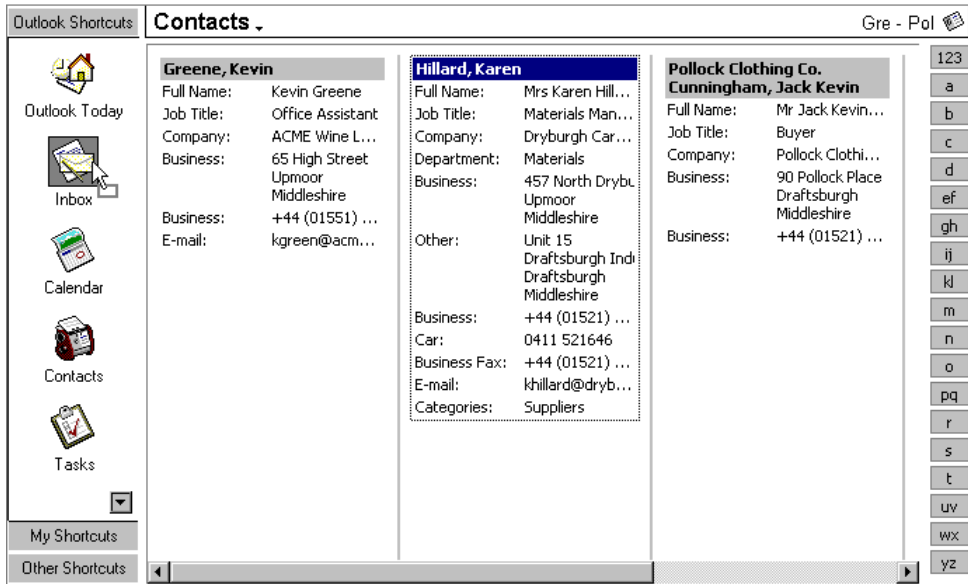 Outlook Shortcuts
Contacts
Gre - Pol
Outlook Today
Inbox
Calendar
Contacts
Tasks
My Shortcuts
Other Shortcuts
Greene, Kevin
Full Name: Kevin Greene
Job Title: Office Assistant
Company: ACME Wine L...
Business: 65 High Street
Upmoor
Middleshire
Business: +44 (01551) ...
E-mail: kgreen@acm...
Hillard, Karen
Full Name: Mrs Karen Hill...
Job Title: Materials Man...
Company: Dryburgh Car...
Department: Materials
Business: 457 North Drybu
Upmoor
Middleshire
Other: Unit 15
Draftsburgh Indu
Draftsburgh
Middleshire
Business: +44 (01521) ...
Car: 0411 521646
Business Fax: +44 (01521) ...
E-mail: khillard@dryb...
Categories: Suppliers
Pollock Clothing Co.
Cunningham, Jack Kevin
Full Name: Mr Jack Kevin...
Job Title: Buyer
Company: Pollock Clothi...
Business: 90 Pollock Place
Draftsburgh
Middleshire
Business: +44 (01521) ...
123
a
b
c
d
ef
gh
ij
kl
m
n
o
pq
r
s
t
uv
wx
yz